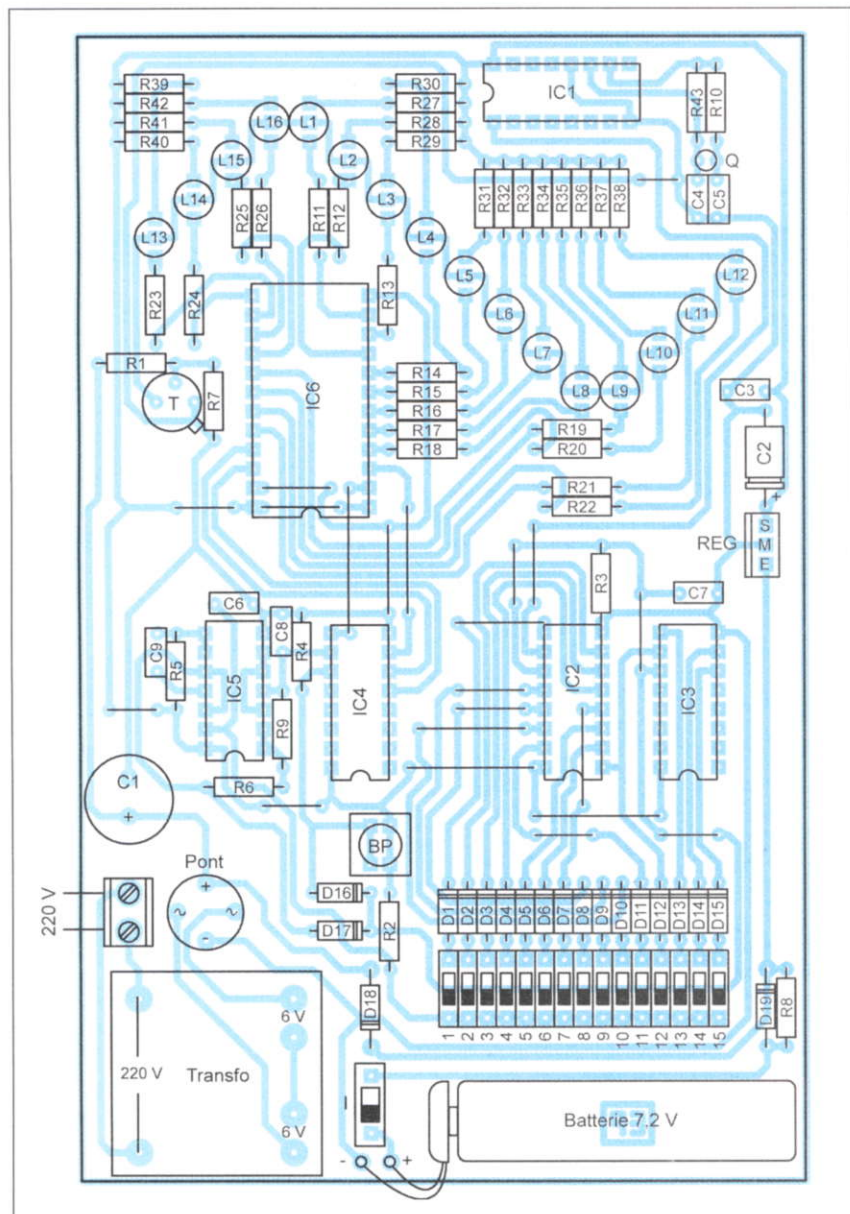 R39
R42
R41
R40
R30
R27
R28
R29
IC1
R43
R10
Q
C4
C5
L16
L1
L15
L2
L14
L3
L13
L4
L5
L6
L7
L8
L9
L10
L11
L12
R25
R26
R11
R12
R31
R32
R33
R34
R35
R36
R37
R38
R23
R24
R13
R1
T
R7
IC6
R14
R15
R16
R17
R18
R19
R20
R21
R22
C3
C2
+
REG
S
M
E
R3
C7
C6
C8
R4
C9
R5
IC5
R9
IC4
IC2
IC3
R6
C1
+
BP
Pont
+
~
~
-
220 V
D16
D17
R2
D18
D1
D2
D3
D4
D5
D6
D7
D8
D9
D10
D11
D12
D13
D14
D15
1
2
3
4
5
6
7
8
9
10
11
12
13
14
15
D19
R8
6 V
220 V
Transfo
6 V
I
-
+
Batterie 7,2 V